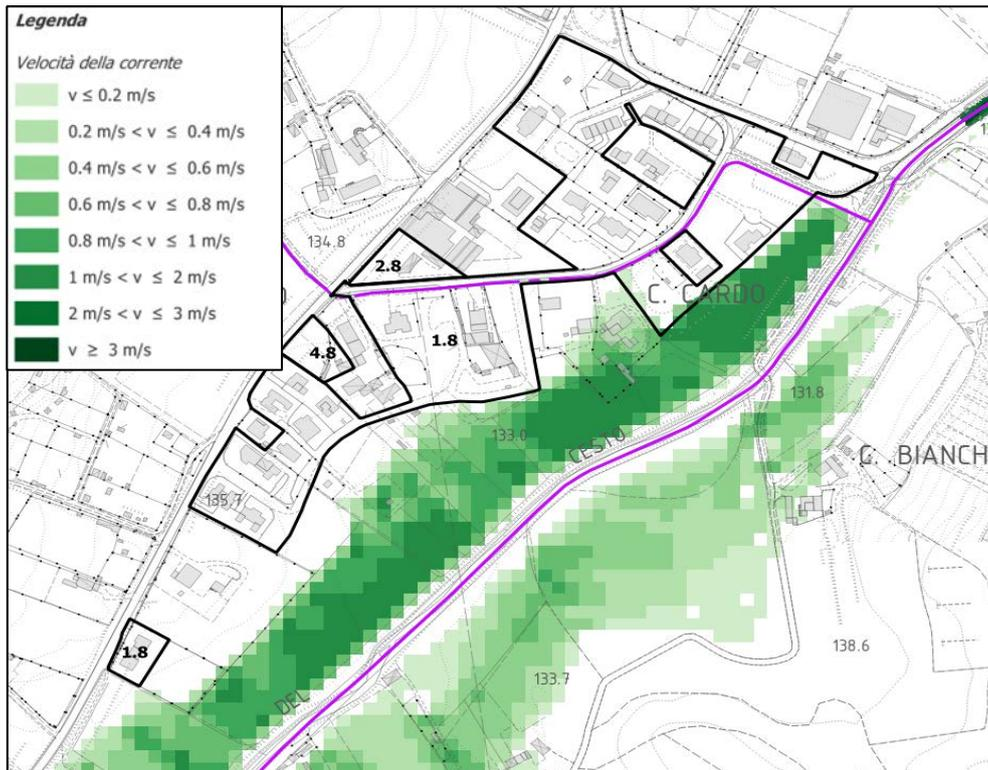 Legenda
Velocità della corrente
v ≤ 0.2 m/s
0.2 m/s < v ≤ 0.4 m/s
0.4 m/s < v ≤ 0.6 m/s
0.6 m/s < v ≤ 0.8 m/s
0.8 m/s < v ≤ 1 m/s
1 m/s < v ≤ 2 m/s
2 m/s < v ≤ 3 m/s
v ≥ 3 m/s
134.8
2.8
C. CARDO
1.8
4.8
131.8
133.0
CESTO
C. BIANCH
135.7
1.8
138.6
133.7
DEL